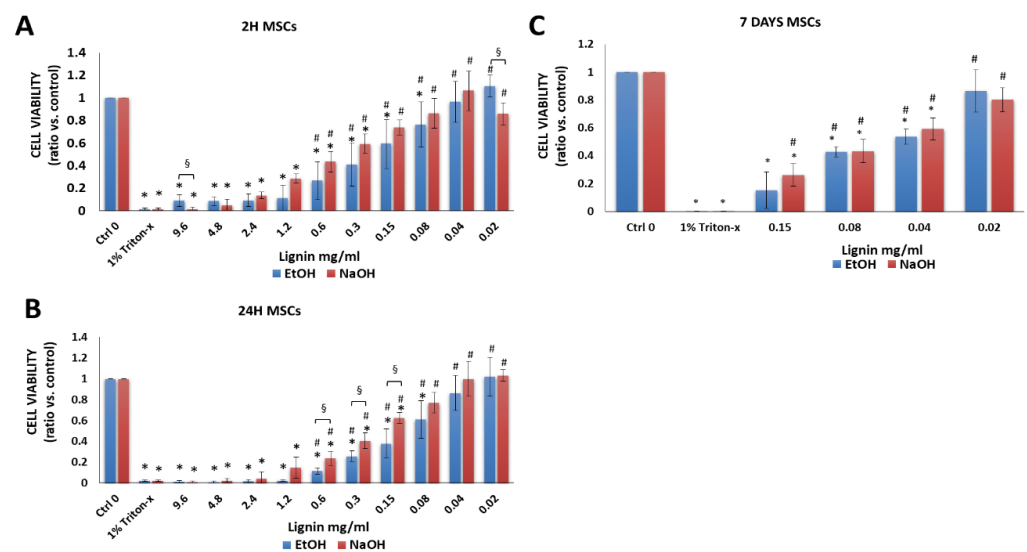 A
2H MSCs
CELL VIABILITY
(ratio vs. control)
1.4
1.2
1
0.8
0.6
0.4
0.2
0
§
§
* * * * * * * * * * * # * # * # * # * # # * # * # # # # # #
Ctrl 0 1% Triton-x 9.6 4.8 2.4 1.2 0.6 0.3 0.15 0.08 0.04 0.02
Lignin mg/ml
EtOH NaOH
B
24H MSCs
CELL VIABILITY
(ratio vs. control)
1.4
1.2
1
0.8
0.6
0.4
0.2
0
§ § §
* * * * * * * * * # * # * # * # * # * # * # * # # # # #
Ctrl 0 1% Triton-x 9.6 4.8 2.4 1.2 0.6 0.3 0.15 0.08 0.04 0.02
Lignin mg/ml
EtOH NaOH
C
7 DAYS MSCs
CELL VIABILITY
(ratio vs. control)
1.2
1
0.8
0.6
0.4
0.2
0
* * * # * # * # * # * # * # #
Ctrl 0 1% Triton-x 0.15 0.08 0.04 0.02
Lignin mg/ml
EtOH NaOH